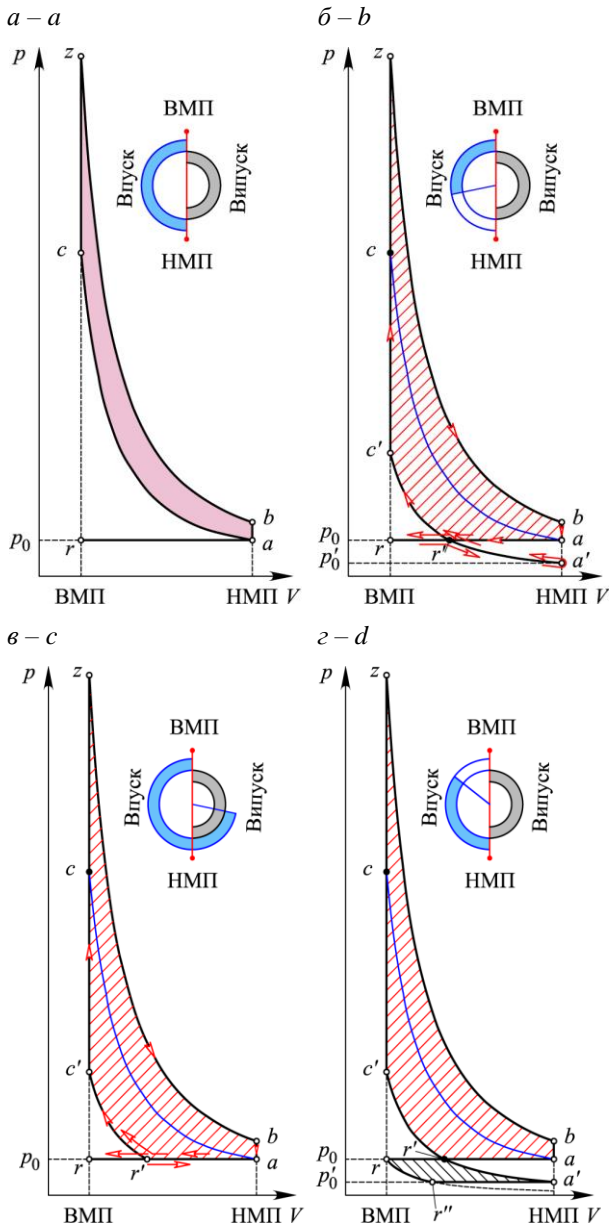 а – a
б – b
p
z
ВМП
Впуск
Випуск
НМП
c
b
p0
r
a
ВМП
НМП V
p
z
ВМП
Впуск
Випуск
НМП
c
c'
b
p0
r
r'
a
p'0
a'
ВМП
НМП V
в – c
г – d
p
z
ВМП
Впуск
Випуск
НМП
c
c'
b
p0
r
r'
a
ВМП
НМП V
p
z
ВМП
Впуск
Випуск
НМП
c
c'
b
p0
r
r'
a
p'0
a'
r''
ВМП
НМП V